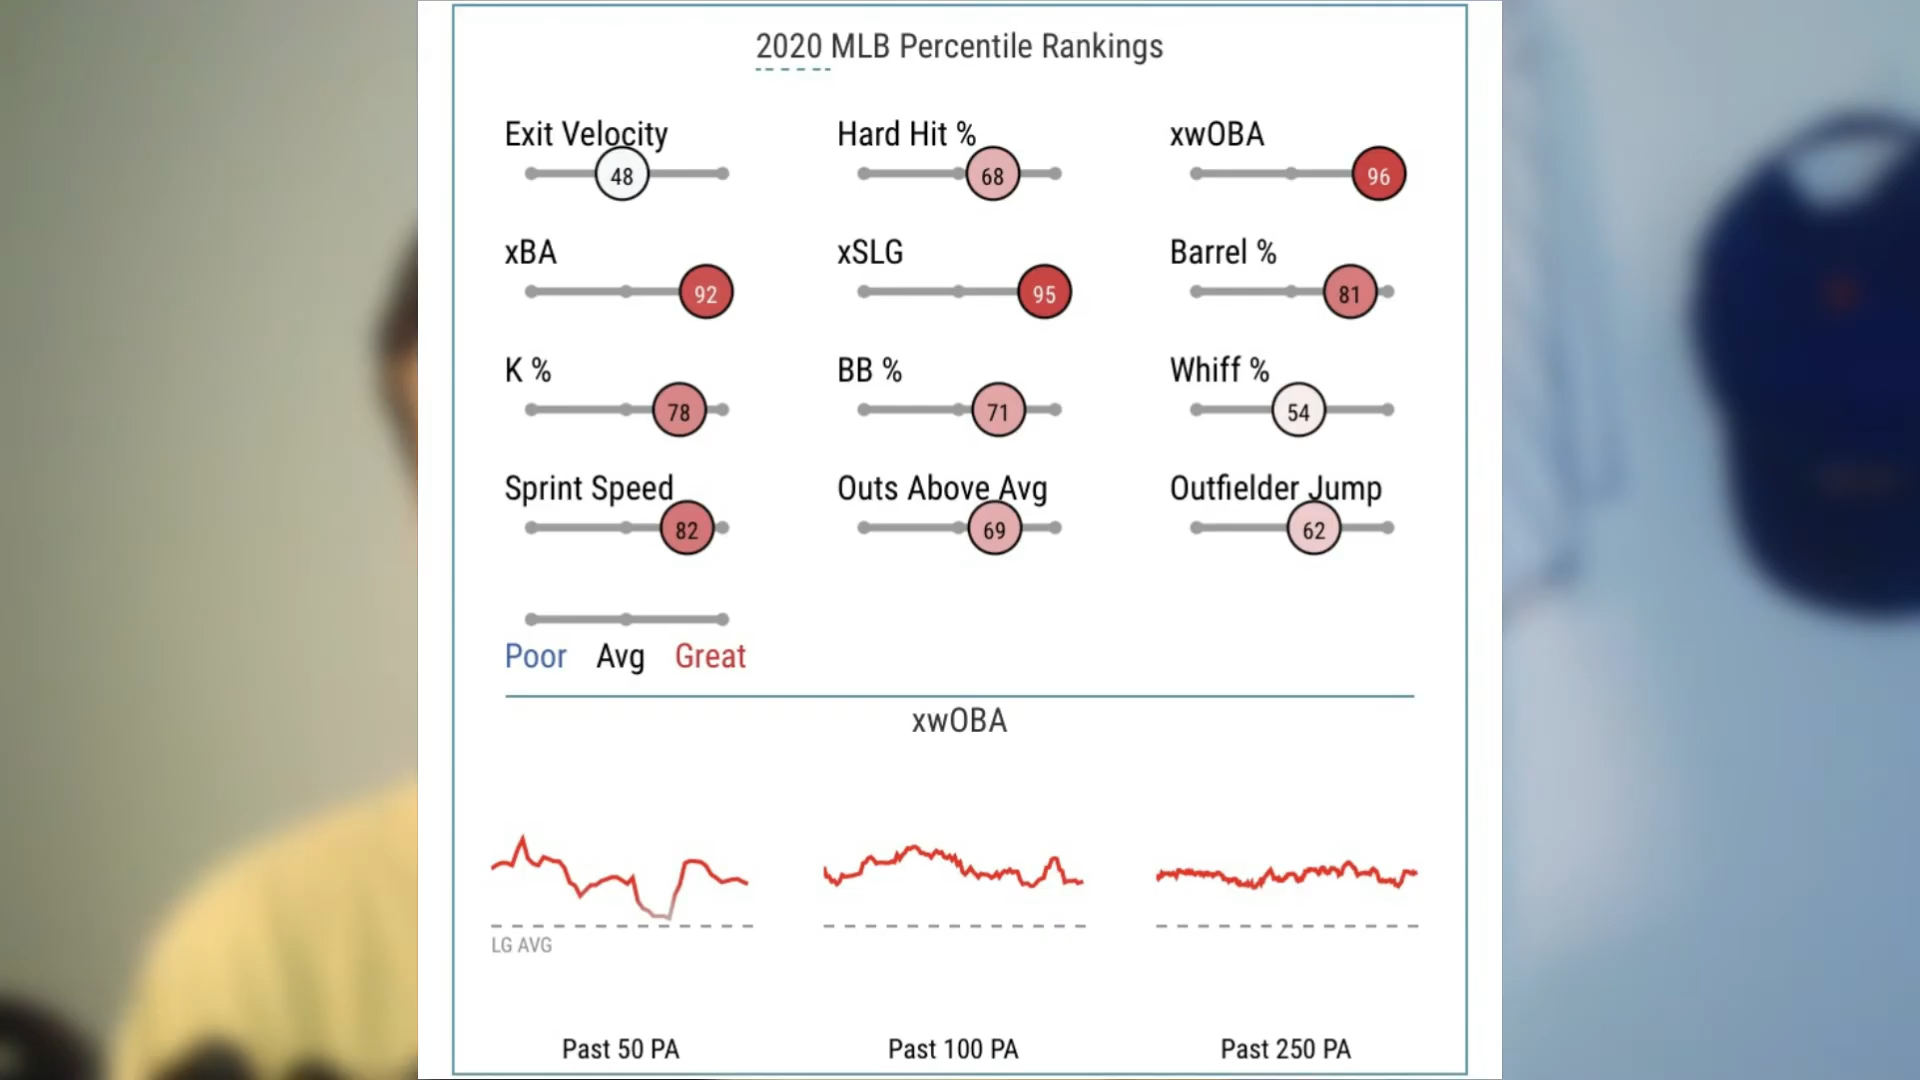 2020 MLB Percentile Rankings
Exit Velocity
48
Hard Hit %
68
xwOBA
96
xBA
92
xSLG
95
Barrel %
81
K %
78
BB %
71
Whiff %
54
Sprint Speed
82
Outs Above Avg
69
Outfielder Jump
62
Poor Avg Great
xwOBA
LG AVG
Past 50 PA
Past 100 PA
Past 250 PA